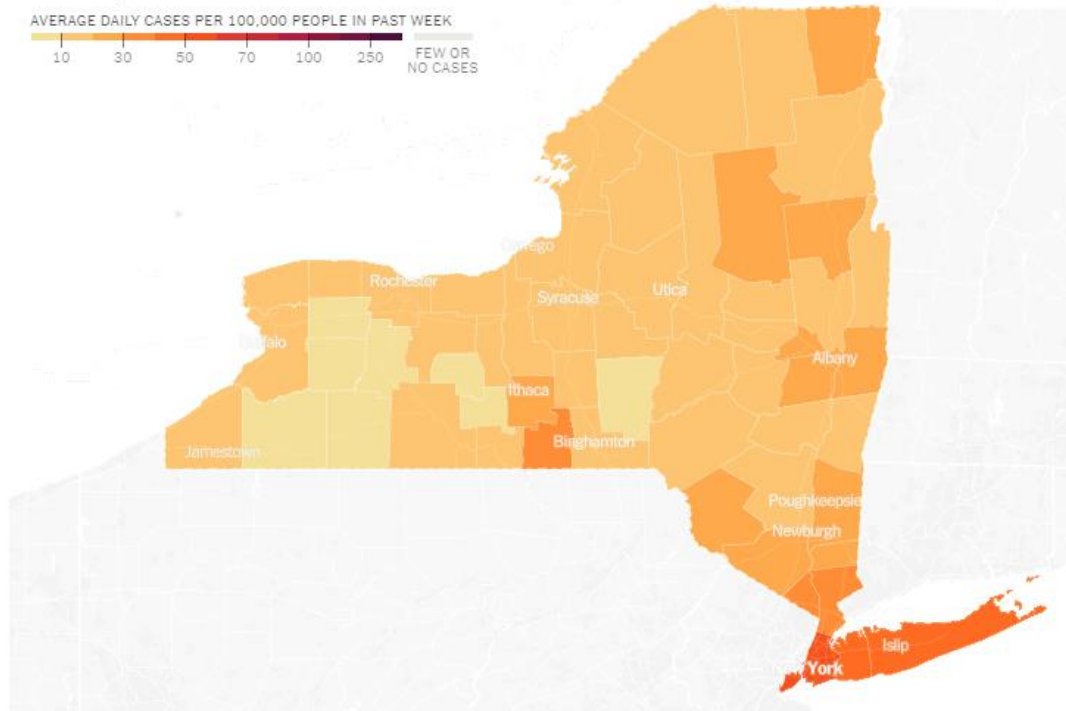 AVERAGE DAILY CASES PER 100,000 PEOPLE IN PAST WEEK
10 30 50 70 100 250 FEW OR
NO CASES
Oswego
Rochester
Utica
Syracuse
Buffalo
Albany
Ithaca
Binghamton
Jamestown
Poughkeepsie
Newburgh
Islip
New York